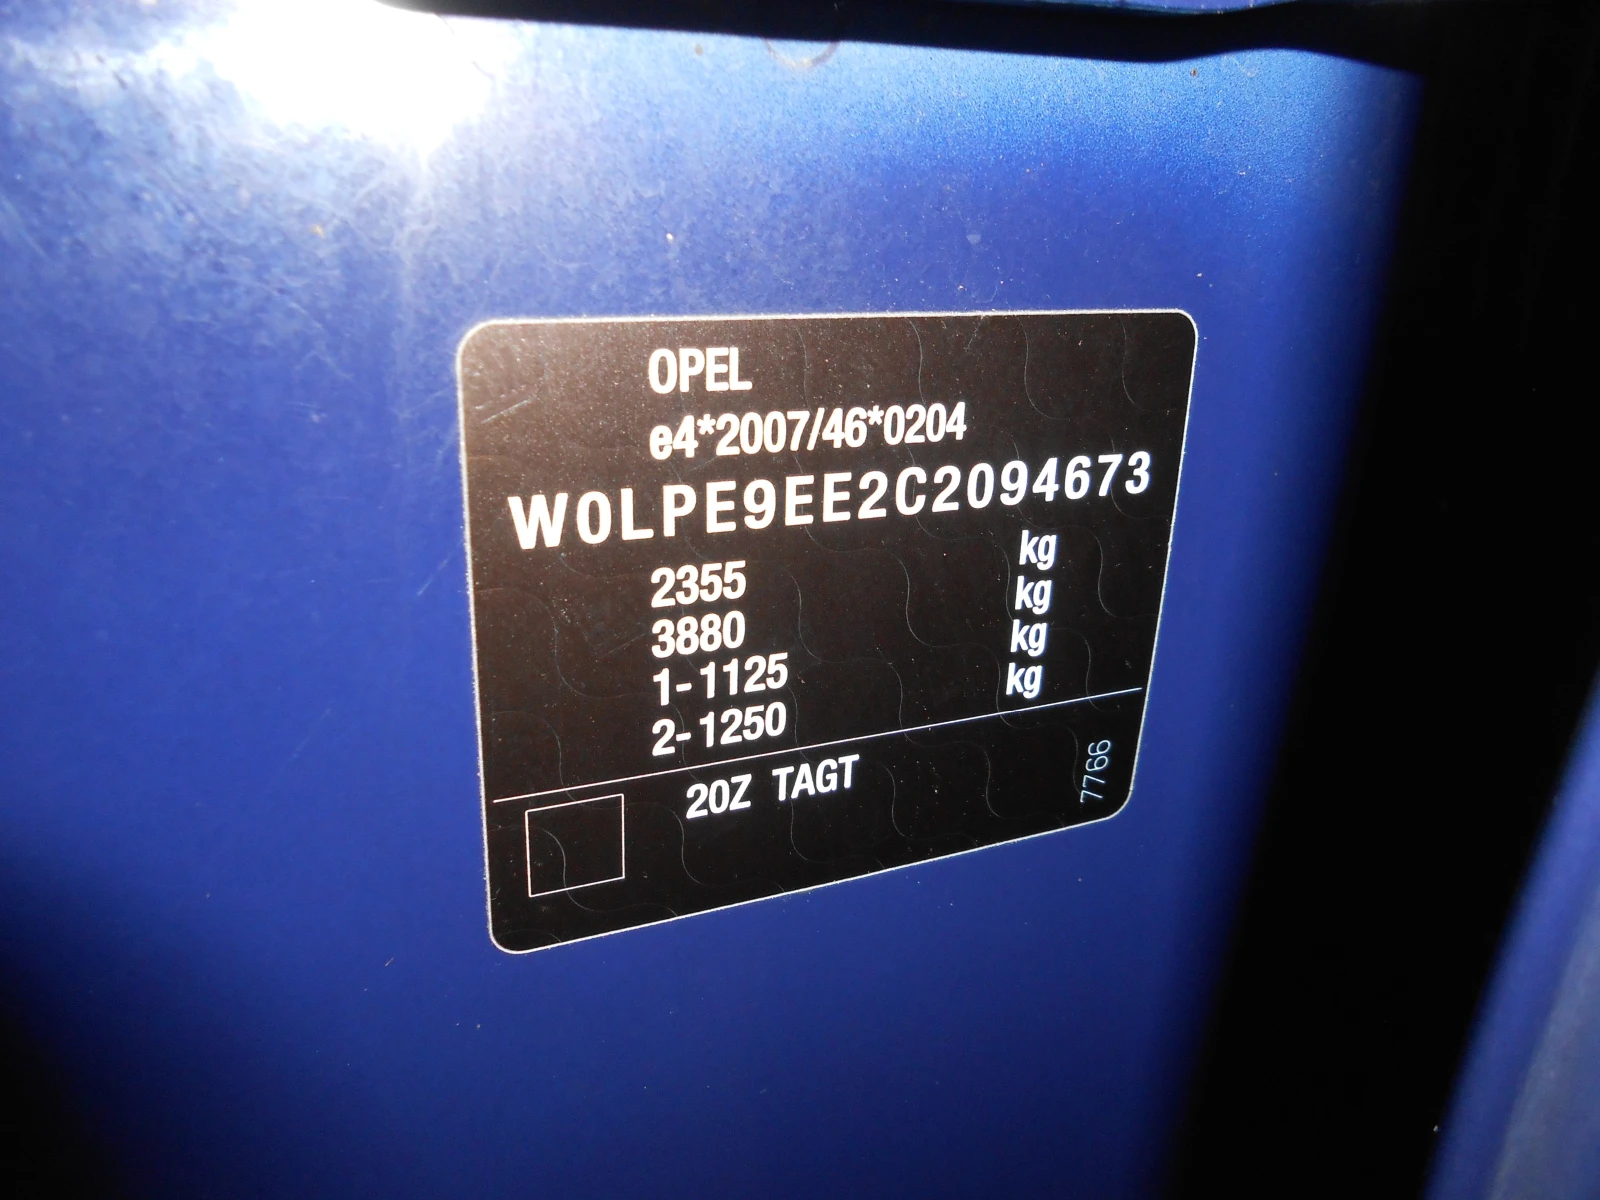 OPEL
e4*2007/46*0204
W0LPE9EE2C2094673
2355 kg
3880 kg
1-1125 kg
2-1250 kg
20Z TAGT
7766